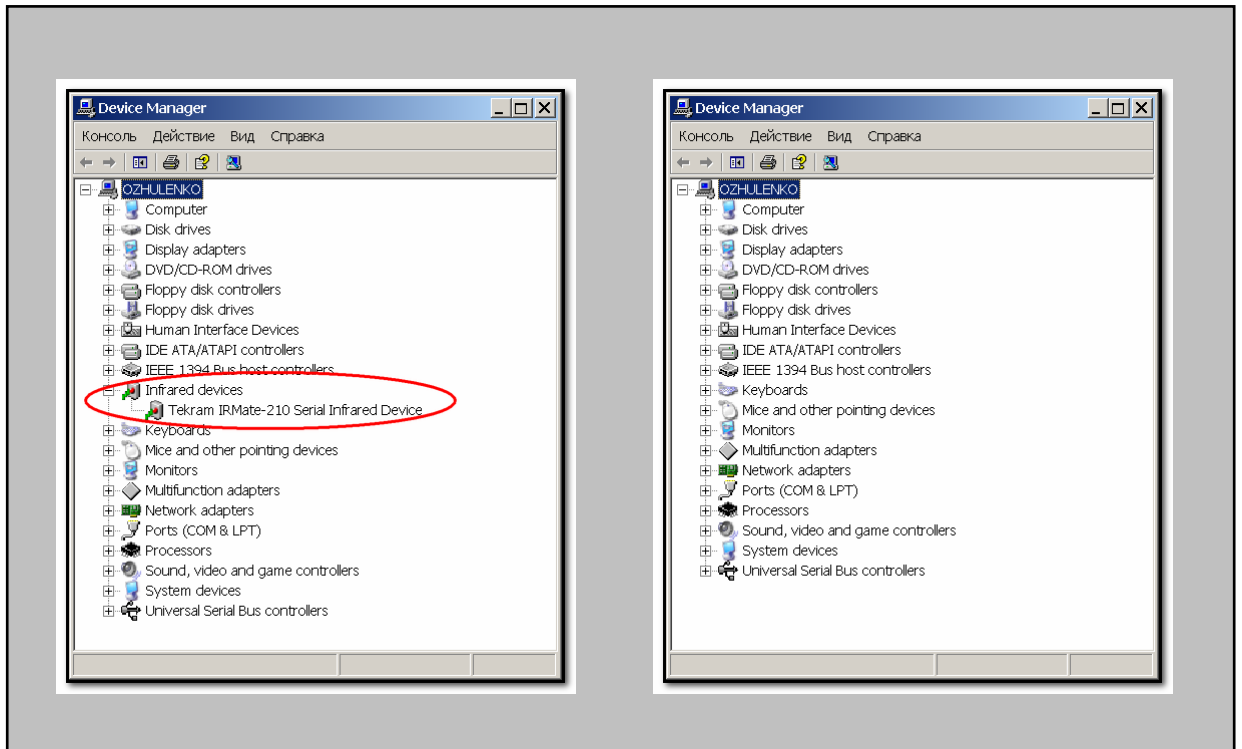 Device Manager
Консоль Действие Вид Справка
OZHULENKO
Computer
Disk drives
Display adapters
DVD/CD-ROM drives
Floppy disk controllers
Floppy disk drives
Human Interface Devices
IDE ATA/ATAPI controllers
IEEE 1394 Bus host controllers
Infrared devices
Tekram IRMate-210 Serial Infrared Device
Keyboards
Mice and other pointing devices
Monitors
Multifunction adapters
Network adapters
Ports (COM & LPT)
Processors
Sound, video and game controllers
System devices
Universal Serial Bus controllers
Device Manager
Консоль Действие Вид Справка
OZHULENKO
Computer
Disk drives
Display adapters
DVD/CD-ROM drives
Floppy disk controllers
Floppy disk drives
Human Interface Devices
IDE ATA/ATAPI controllers
IEEE 1394 Bus host controllers
Keyboards
Mice and other pointing devices
Monitors
Multifunction adapters
Network adapters
Ports (COM & LPT)
Processors
Sound, video and game controllers
System devices
Universal Serial Bus controllers